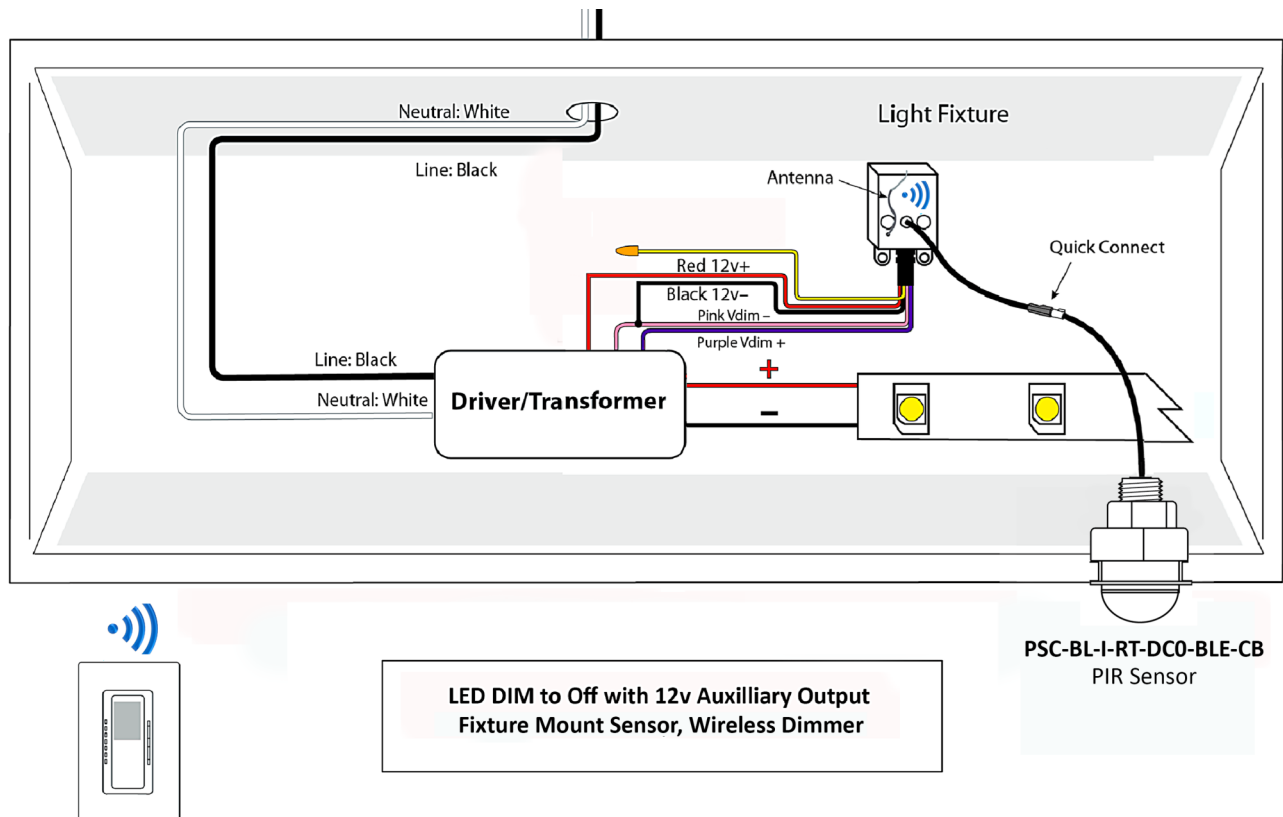 Neutral: White
Light Fixture
Line: Black
Antenna
Quick Connect
Red 12v+
Black 12v–
Pink Vdim –
Purple Vdim +
Line: Black
+
Neutral: White
Driver/Transformer
–
PSC-BL-I-RT-DC0-BLE-CB
PIR Sensor
LED DIM to Off with 12v Auxilliary Output
Fixture Mount Sensor, Wireless Dimmer